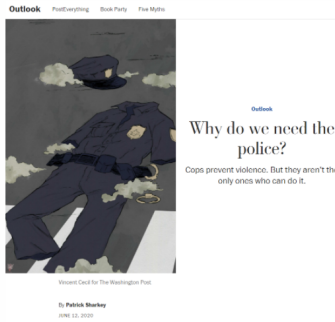 Outlook PostEverything Book Party Five Myths
Outlook
Why do we need the
police?
Cops prevent violence. But they aren't the
only ones who can do it.
Vincent Cecil for The Washington Post
By Patrick Sharkey
JUNE 12, 2020